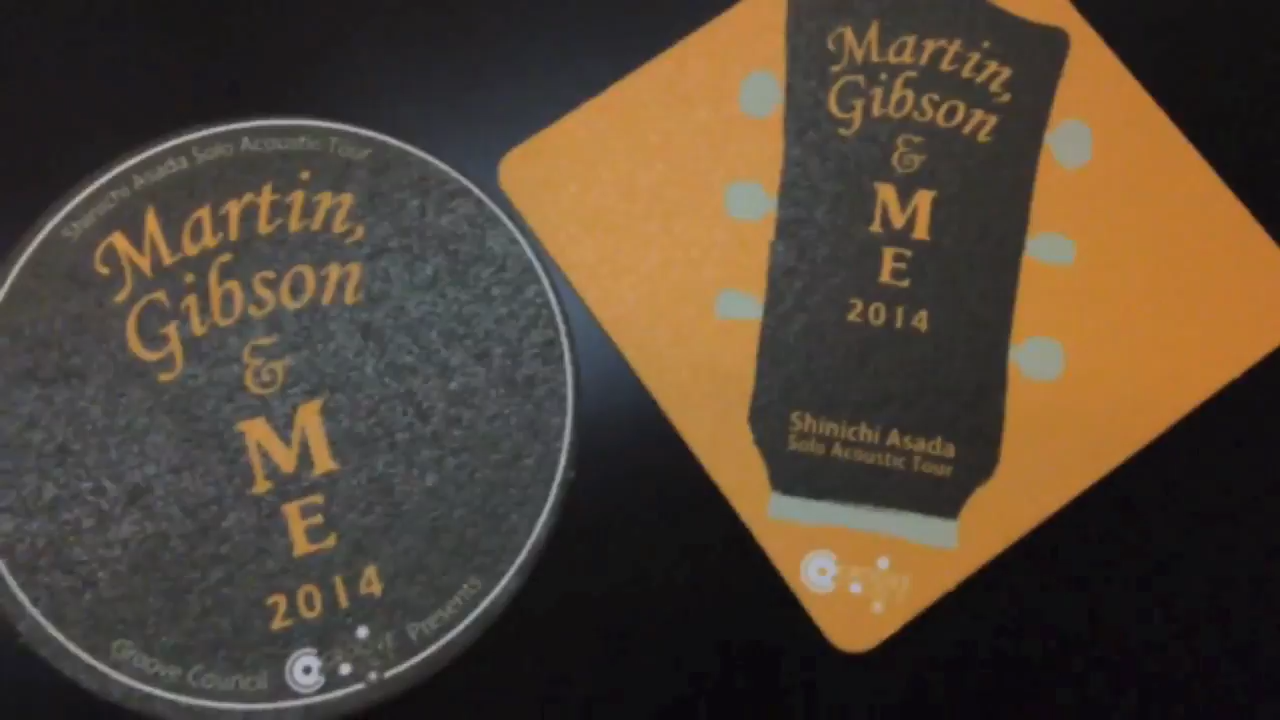 Shinichi Asada Solo Acoustic Tour
Martin,
Gibson
&
M
E
2014
Groove Council
Presents
Martin,
Gibson
&
M
E
2014
Shinichi Asada
Solo Acoustic Tour